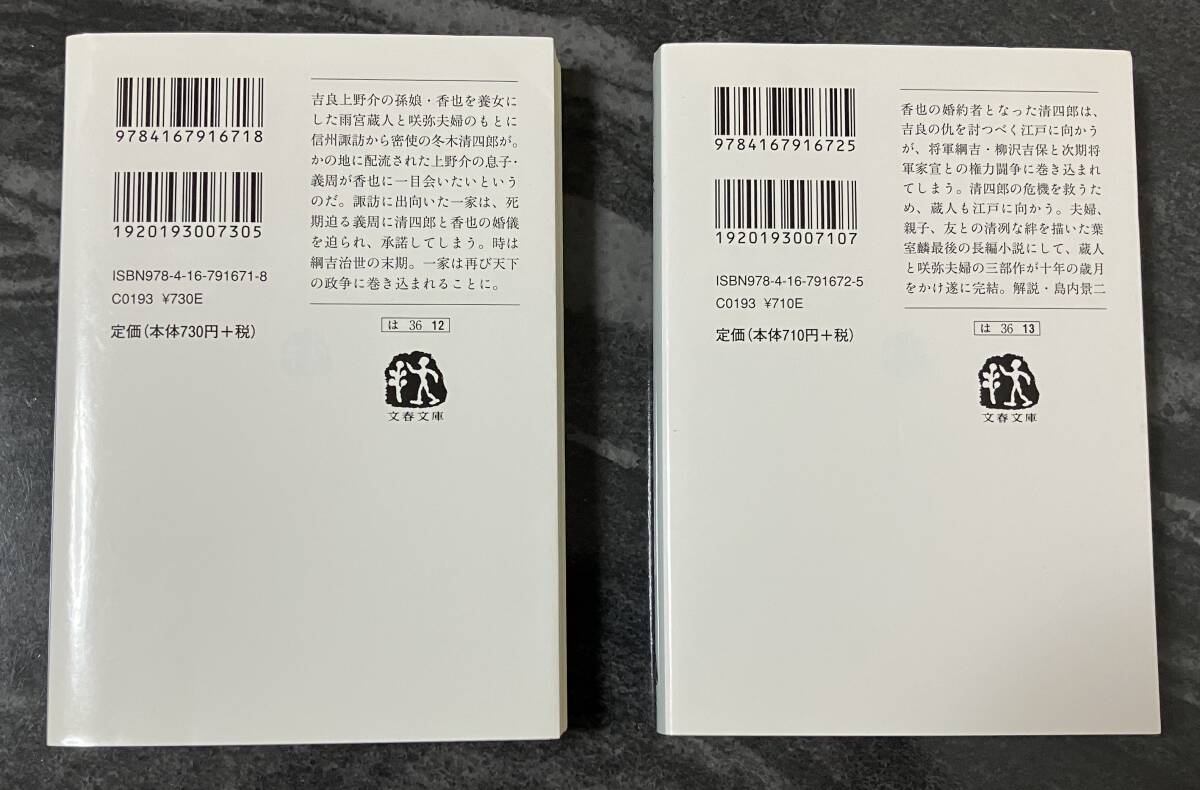 9784167916718
1920193007305
ISBN978-4-16-791671-8
C0193 ¥730E
定価(本体730円+税)
吉良上野介の孫娘・香也を養女に
した雨宮蔵人と咲弥夫婦のもとに
信州諏訪から密使の冬木清四郎が。
かの地に配流された上野介の息子・
義周が香也に一目会いたいという
のだ。諏訪に出向いた一家は、死
期迫る義周に清四郎と香也の婚儀
を迫られ、承諾してしまう。時は
綱吉治世の末期。一家は再び天下
の政争に巻き込まれることに。
は 36 12
文春文庫
9784167916725
1920193007107
ISBN978-4-16-791672-5
C0193 ¥710E
定価(本体710円+税)
香也の婚約者となった清四郎は、
吉良の仇を討つべく江戸に向かう
が、将軍綱吉・柳沢吉保と次期将
軍家宣との権力闘争に巻き込まれ
てしまう。清四郎の危機を救うた
め、蔵人も江戸に向かう。夫婦、
親子、友との清冽な絆を描いた葉
室麟最後の長編小説にして、蔵人
と咲弥夫婦の三部作が十年の歳月
をかけ遂に完結。解説・島内景二
は 36 13
文春文庫